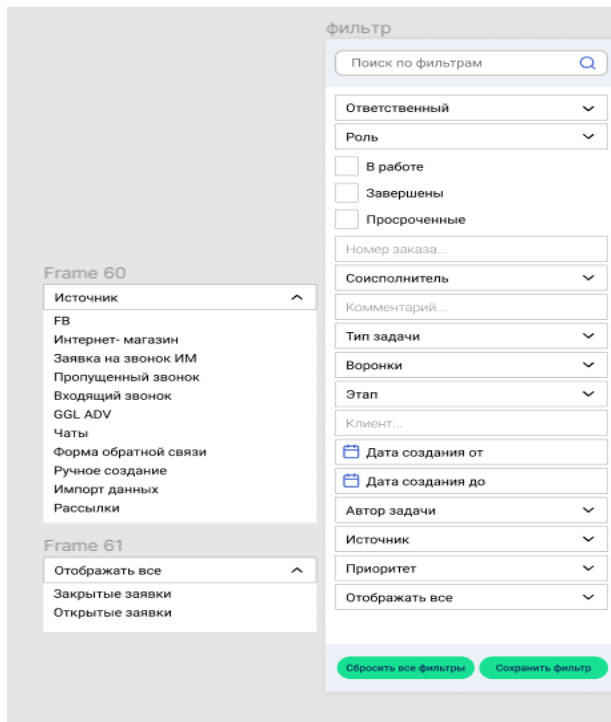 фильтр
Поиск по фильтрам
Ответственный
Роль
В работе
Завершены
Просроченные
Номер заказа...
Соисполнитель
Комментарий...
Тип задачи
Воронки
Этап
Клиент...
Дата создания от
Дата создания до
Автор задачи
Источник
Приоритет
Отображать все
Сбросить все фильтры
Сохранить фильтр
Frame 60
Источник
FB
Интернет- магазин
Заявка на звонок ИМ
Пропущенный звонок
Входящий звонок
GGL ADV
Чаты
Форма обратной связи
Ручное создание
Импорт данных
Рассылки
Frame 61
Отображать все
Закрытые заявки
Открытые заявки